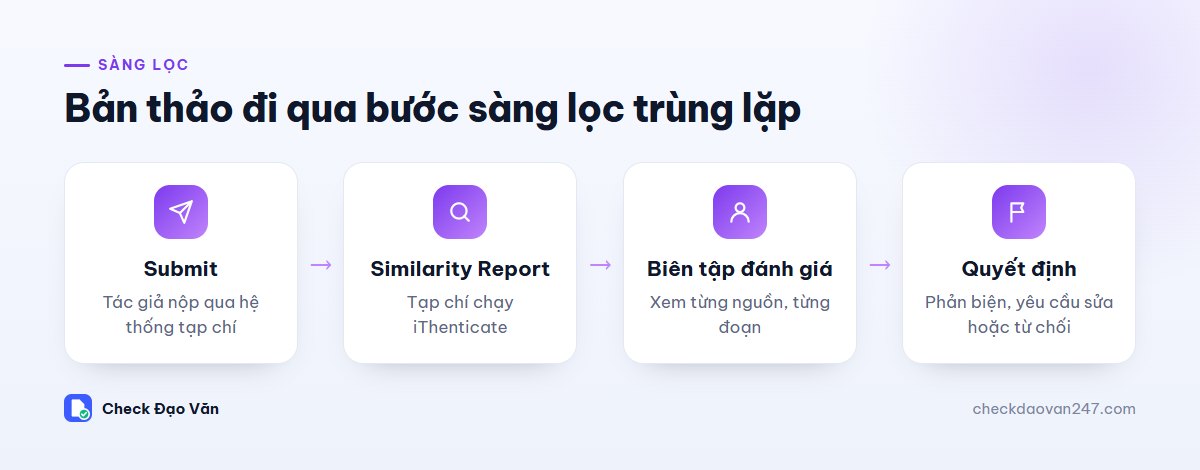 SÀNG LỌC
Bản thảo đi qua bước sàng lọc trùng lặp
Submit
Tác giả nộp qua hệ
thống tạp chí
Similarity Report
Tạp chí chạy
iThenticate
Biên tập đánh giá
Xem từng nguồn, từng
đoạn
Quyết định
Phản biện, yêu cầu sửa
hoặc từ chối
Check Đạo Văn
checkdaovan247.com